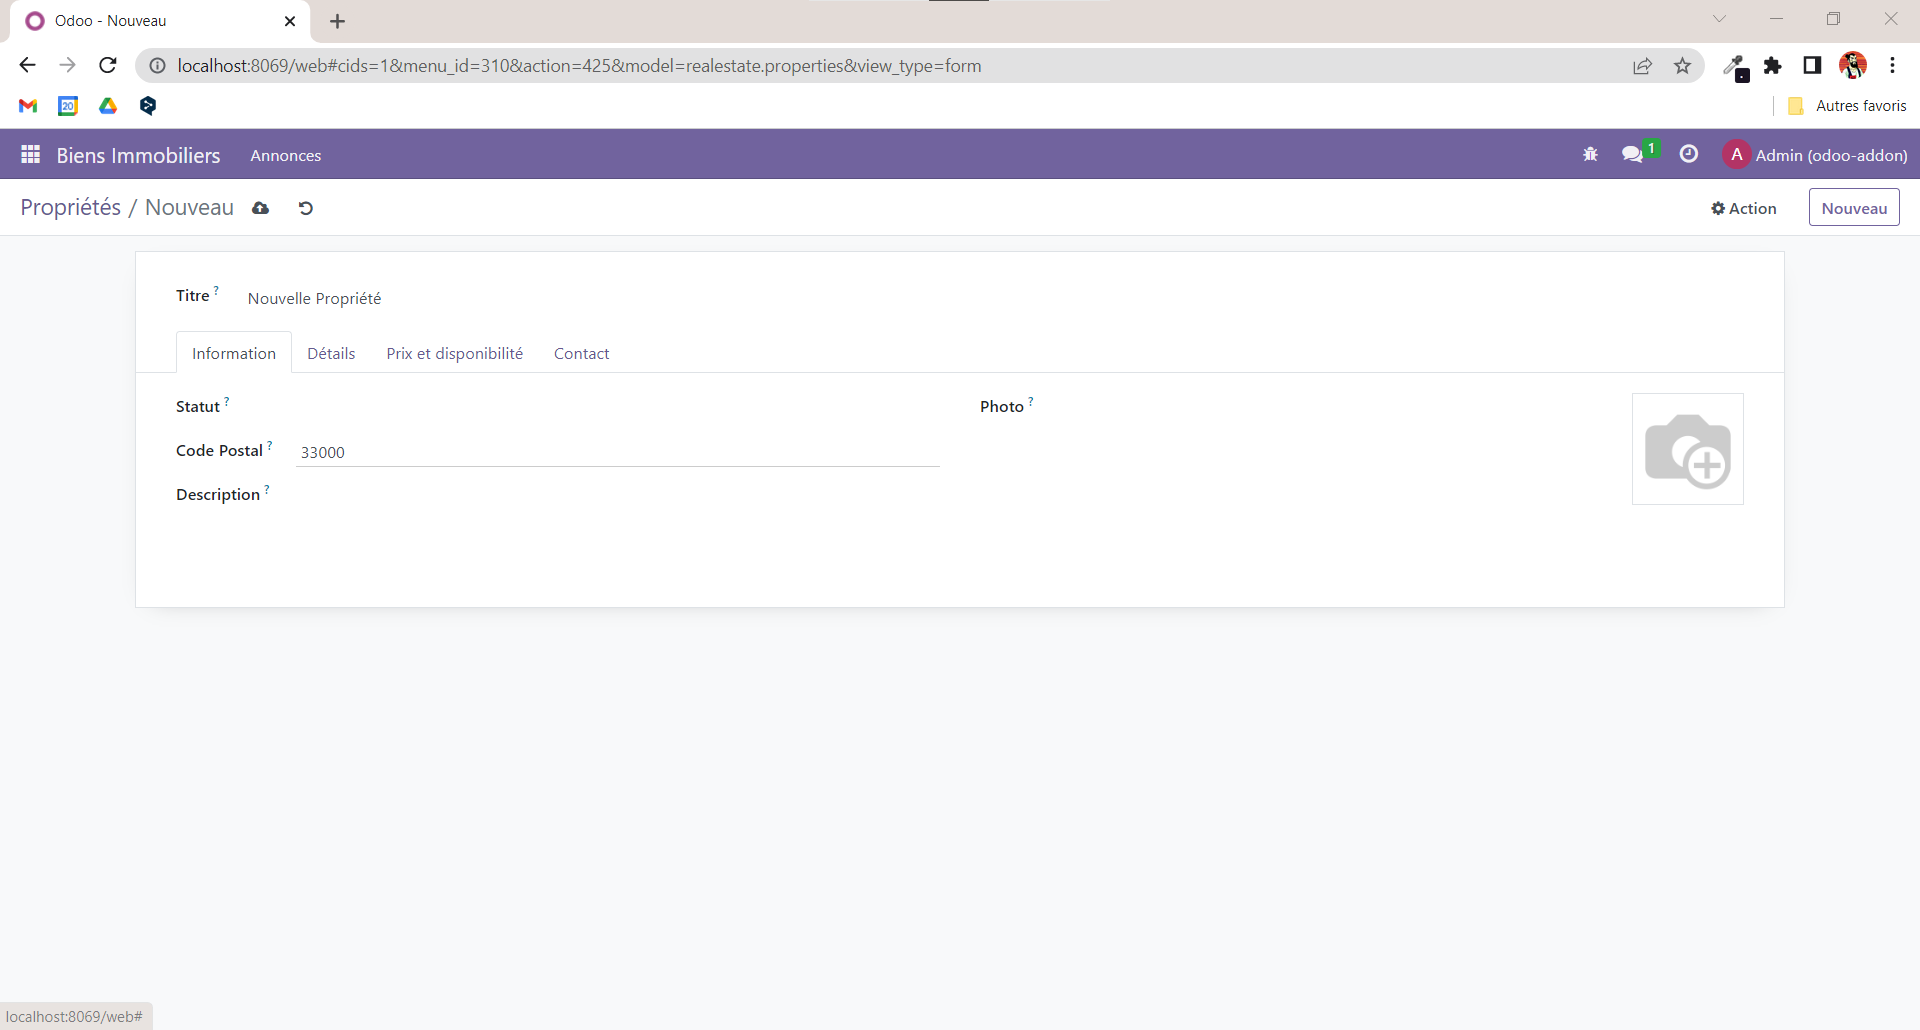 Odoo - Nouveau
localhost:8069/web#cids=1&menu_id=310&action=425&model=realestate.properties&view_type=form
20
Autres favoris
Biens Immobiliers Annonces 1 A Admin (odoo-addon)
Propriétés / Nouveau Action Nouveau
Titre ? Nouvelle Propriété
Information Détails Prix et disponibilité Contact
Statut ? Photo ?
Code Postal ? 33000
Description ?
localhost:8069/web#